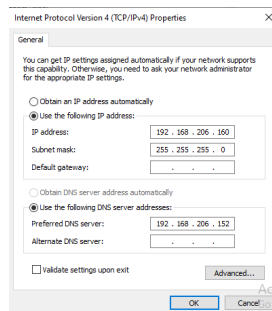 Internet Protocol Version 4 (TCP/IPv4) Properties
General
You can get IP settings assigned automatically if your network supports
this capability. Otherwise, you need to ask your network administrator
for the appropriate IP settings.
Obtain an IP address automatically
Use the following IP address:
IP address: 192 . 168 . 206 . 160
Subnet mask: 255 . 255 . 255 . 0
Default gateway: . . .
Obtain DNS server address automatically
Use the following DNS server addresses:
Preferred DNS server: 192 . 168 . 206 . 152
Alternate DNS server: . . .
Validate settings upon exit
Advanced...
OK Cancel